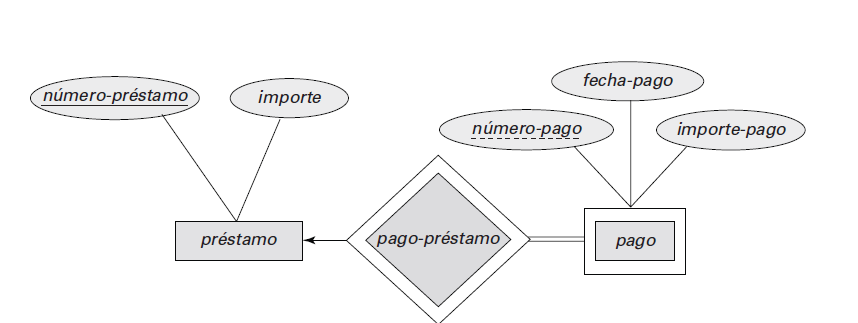 fecha-pago
número-préstamo
importe
número-pago
importe-pago
préstamo
pago-préstamo
pago